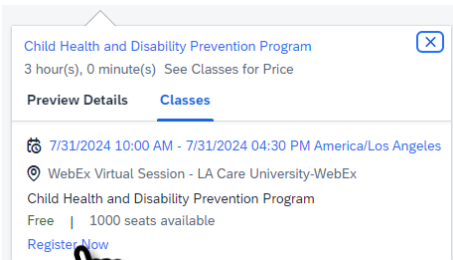 Child Health and Disability Prevention Program
3 hour(s), 0 minute(s) See Classes for Price
Preview Details Classes
7/31/2024 10:00 AM - 7/31/2024 04:30 PM America/Los Angeles
WebEx Virtual Session - LA Care University-WebEx
Child Health and Disability Prevention Program
Free | 1000 seats available
Register Now